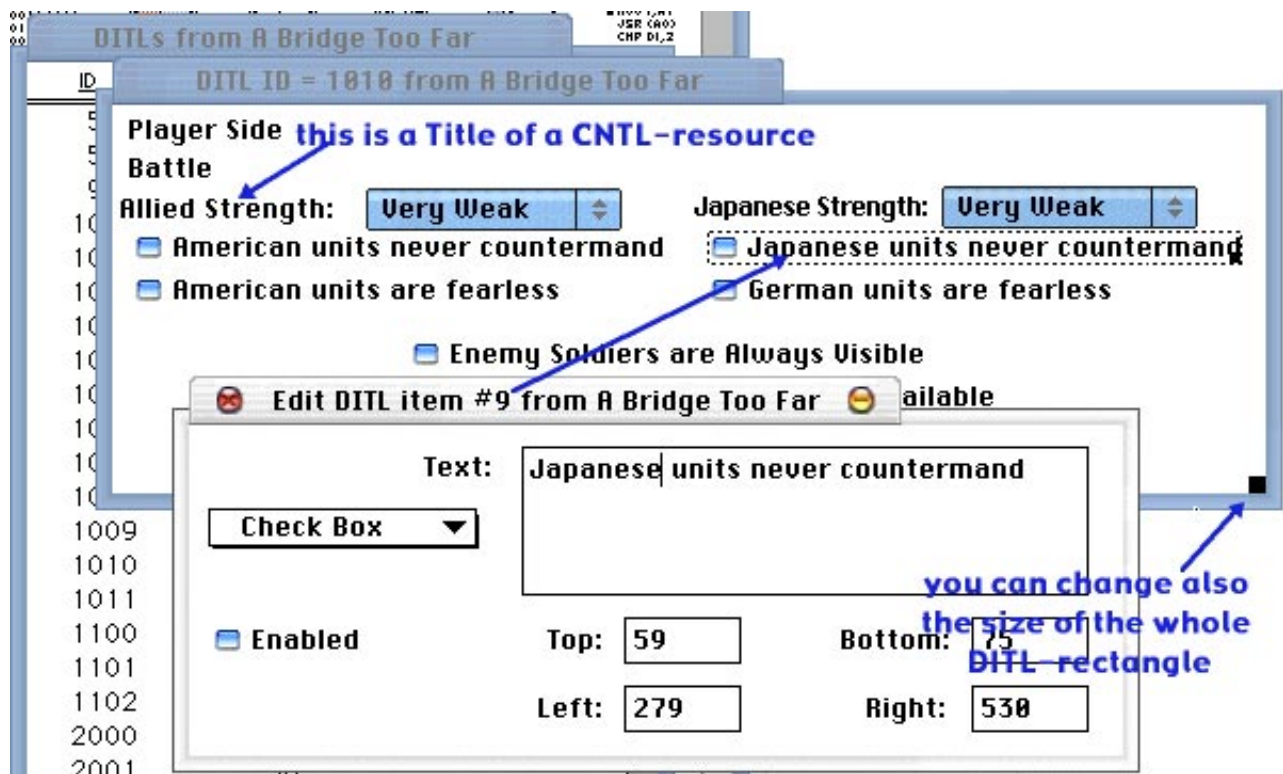 JSR (A0)
CMP DI,2
DITLs from A Bridge Too Far
ID
DITL ID = 1010 from A Bridge Too Far
Player Side
this is a Title of a CNTL-resource
Battle
Allied Strength: Very Weak
Japanese Strength: Very Weak
American units never countermand
Japanese units never countermand
American units are fearless
German units are fearless
Enemy Soldiers are Always Visible
Edit DITL item #9 from A Bridge Too Far
ailable
Text: Japanese units never countermand
Check Box
1009
1010
1011
1100
1101
1102
2000
2001
you can change also
the size of the whole
DITL-rectangle
Enabled
Top: 59
Bottom: 75
Left: 279
Right: 530